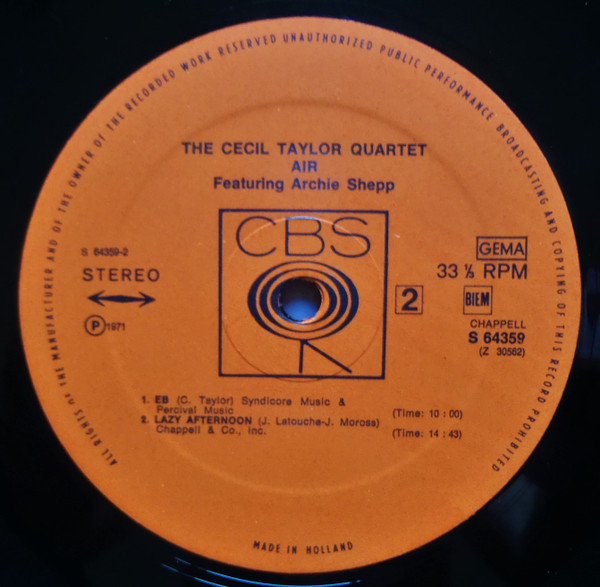 ALL RIGHTS OF THE MANUFACTURER AND OF THE OWNER OF THE RECORDED WORK RESERVED UNAUTHORIZED PUBLIC PERFORMANCE BROADCASTING AND COPYING OF THIS RECORD PROHIBITED
THE CECIL TAYLOR QUARTET
AIR
Featuring Archie Shepp
CBS
S 64359-2
STEREO
P 1971
GEMA
33 ⅓ RPM
2
BIEM
CHAPPELL
S 64359
(Z 30562)
1. EB (C. Taylor) Syndicore Music &
Percival Music (Time: 10 : 00)
2. LAZY AFTERNOON (J. Latouche-J. Moross)
Chappell & Co., Inc. (Time: 14 : 43)
MADE IN HOLLAND